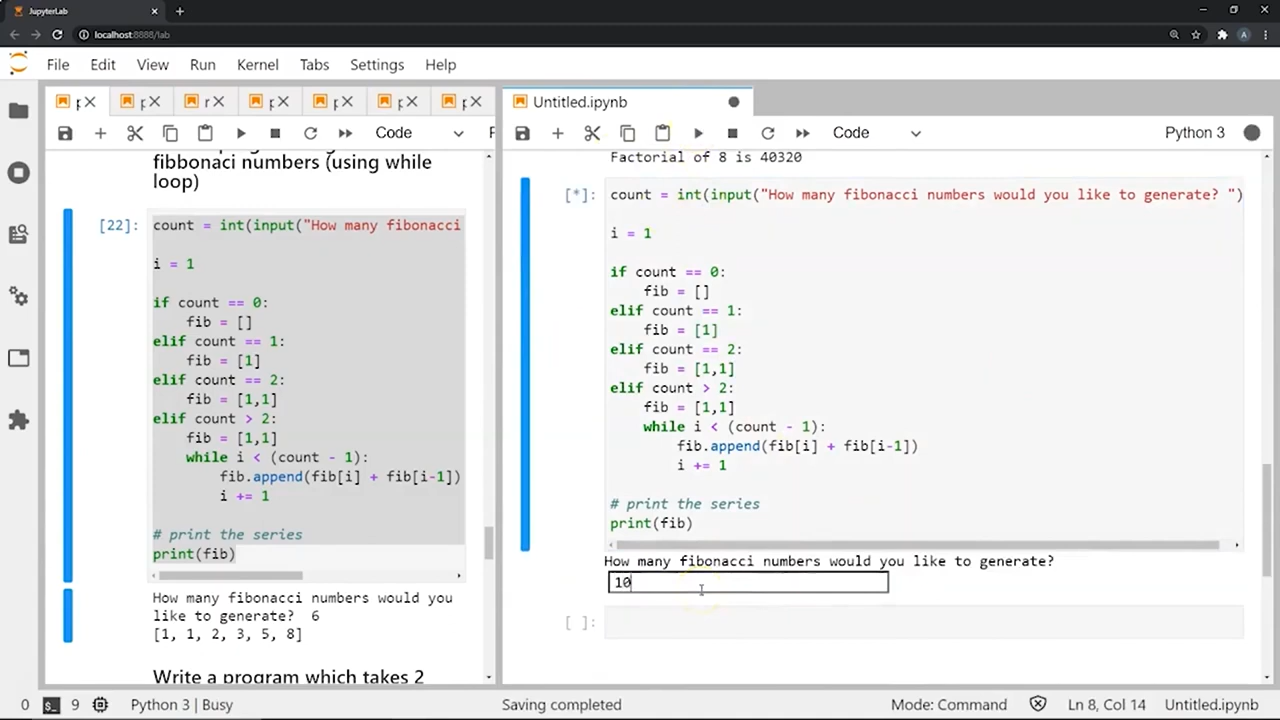 JupyterLab
localhost:8888/lab
File Edit View Run Kernel Tabs Settings Help
Code
fibbonaci numbers (using while
loop)
[22]:
count = int(input("How many fibonacci
i = 1
if count == 0:
fib = []
elif count == 1:
fib = [1]
elif count == 2:
fib = [1,1]
elif count > 2:
fib = [1,1]
while i < (count - 1):
fib.append(fib[i] + fib[i-1])
i += 1
# print the series
print(fib)
How many fibonacci numbers would you
like to generate? 6
[1, 1, 2, 3, 5, 8]
Write a program which takes 2
Untitled.ipynb
Code
Python 3
Factorial of 8 is 40320
[*]:
count = int(input("How many fibonacci numbers would you like to generate? ")
i = 1
if count == 0:
fib = []
elif count == 1:
fib = [1]
elif count == 2:
fib = [1,1]
elif count > 2:
fib = [1,1]
while i < (count - 1):
fib.append(fib[i] + fib[i-1])
i += 1
# print the series
print(fib)
How many fibonacci numbers would you like to generate?
10
[ ]:
0 9 Python 3 | Busy Saving completed Mode: Command Ln 8, Col 14 Untitled.ipynb